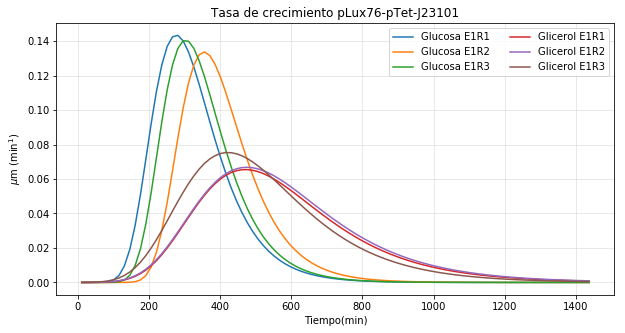 Tasa de crecimiento pLux76-pTet-J23101
Glucosa E1R1
Glucosa E1R2
Glucosa E1R3
Glicerol E1R1
Glicerol E1R2
Glicerol E1R3
μm (min¹)
0.14
0.12
0.10
0.08
0.06
0.04
0.02
0.00
0 200 400 600 800 1000 1200 1400
Tiempo(min)